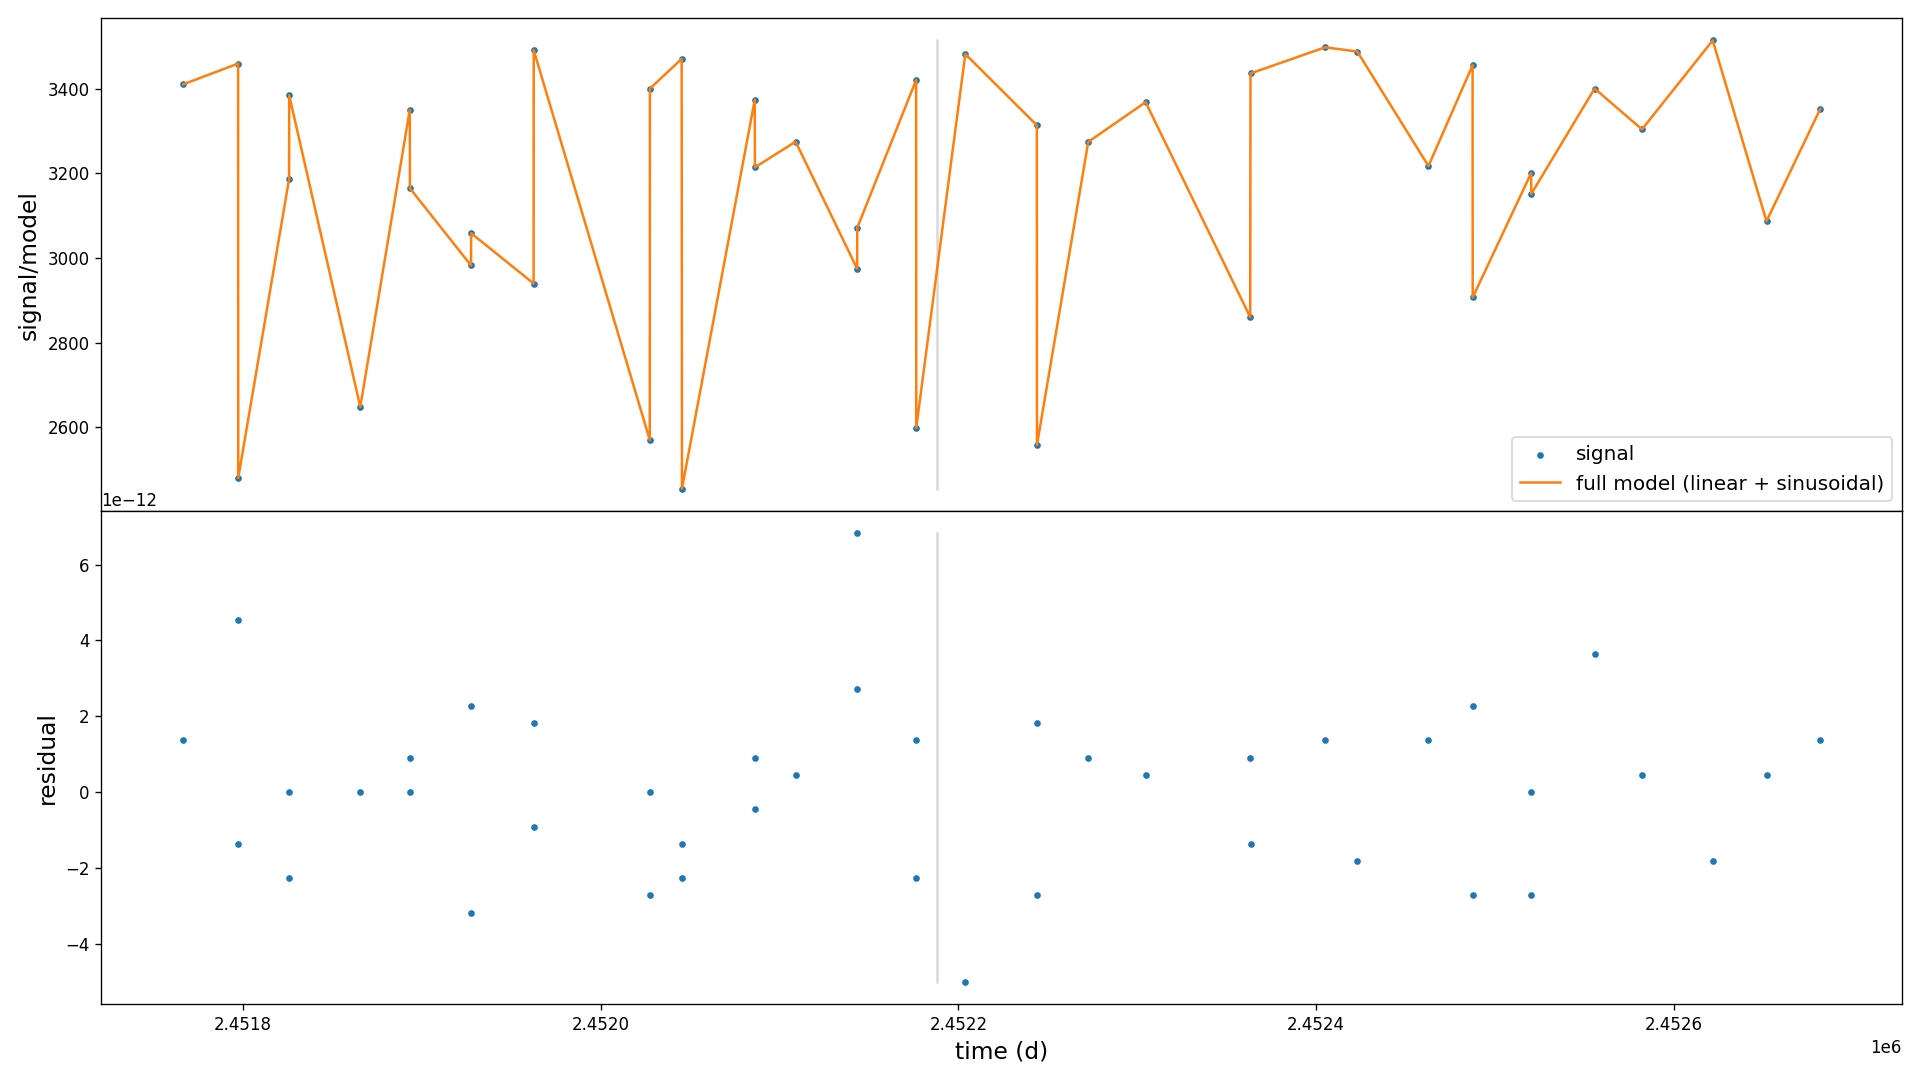 3400
3200
3000
2800
2600
signal/model
signal
full model (linear + sinusoidal)
1e−12
6
4
2
0
−2
−4
residual
2.4518
2.4520
2.4522
2.4524
2.4526
time (d)
1e6